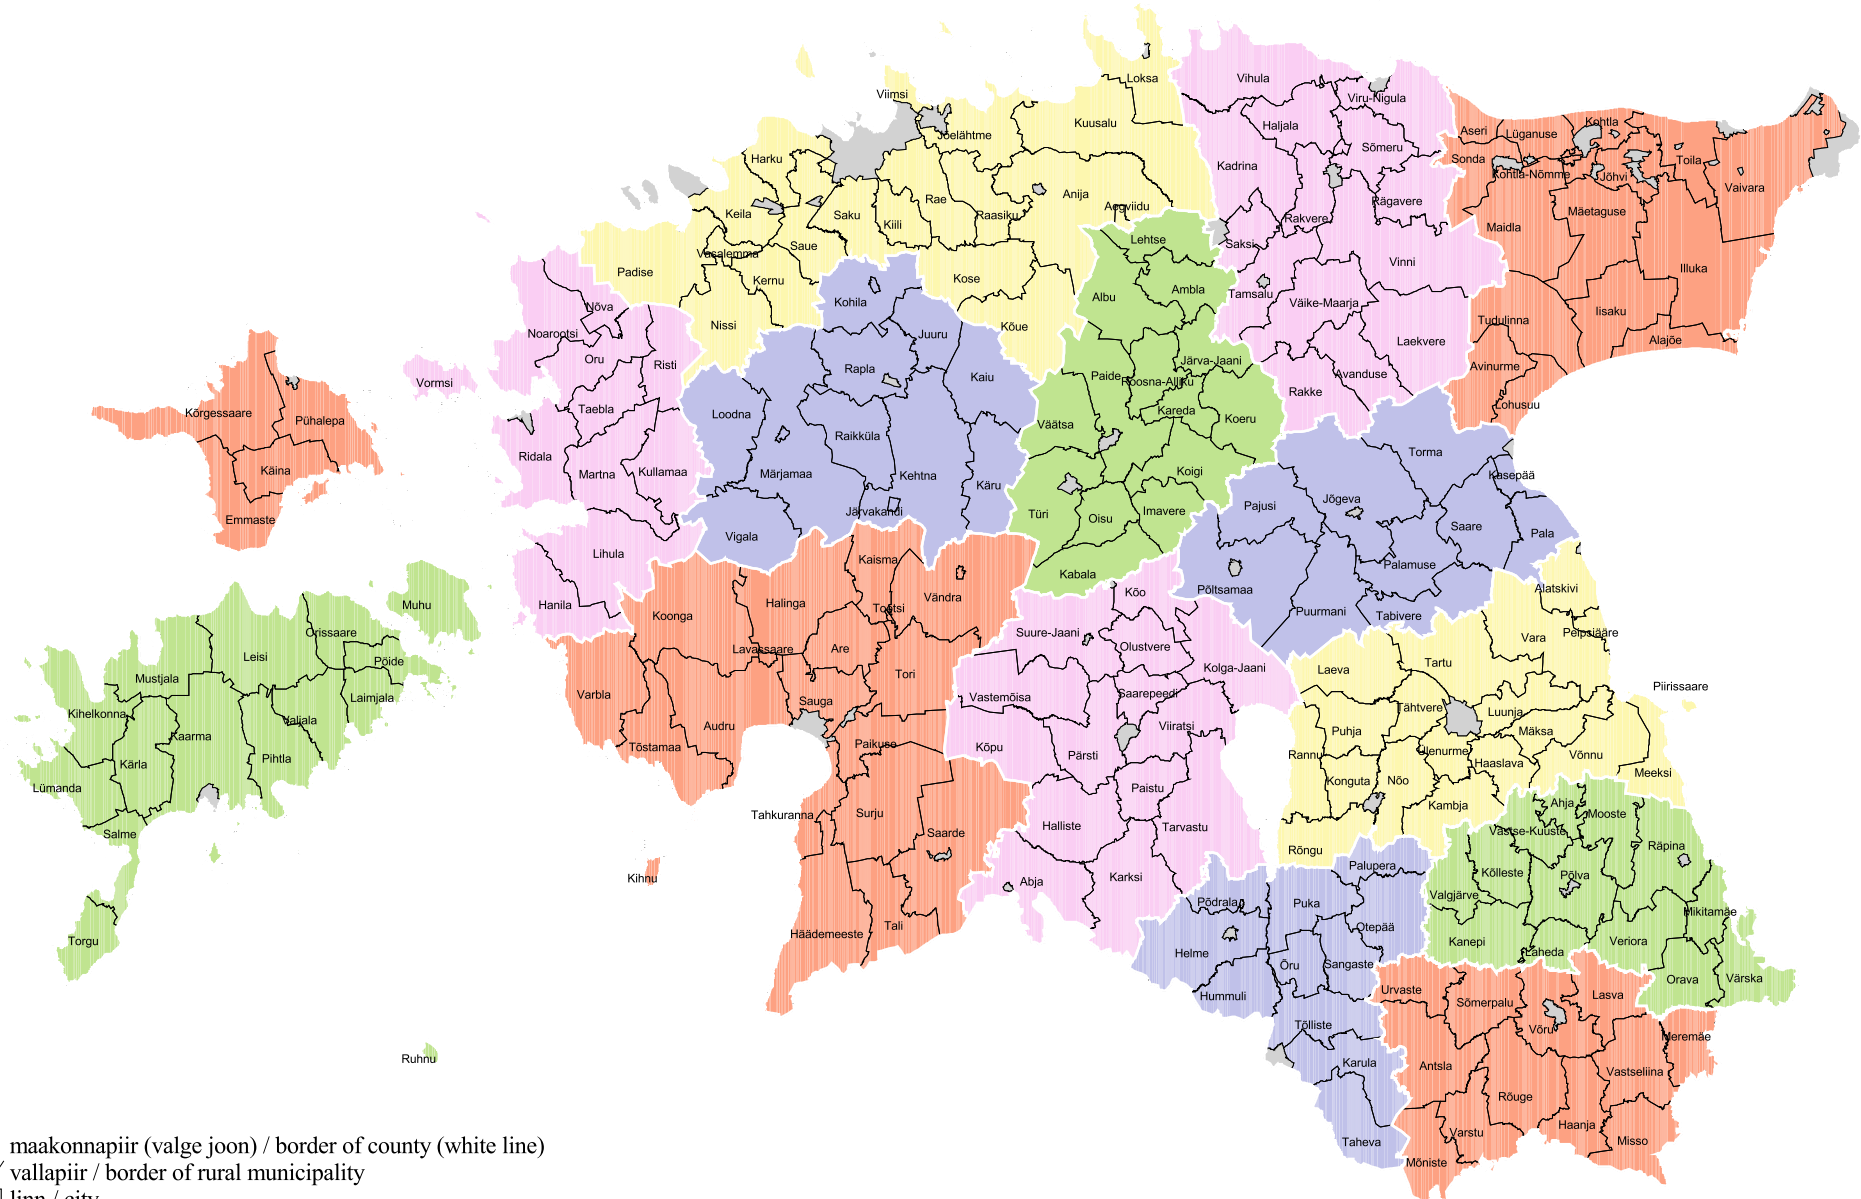 Loksa
Vihula
Viimsi
Viru-Nigula
Kuusalu
Haljala
Kohtla
Jõelähtme
Aseri
Lüganuse
Sõmeru
Harku
Sonda
Toila
Kadrina
Kohtla-Nõmme
Jõhvi
Vaivara
Anija
Rae
Rägavere
Aegviidu
Keila
Saku
Raasiku
Rakvere
Mäetaguse
Kiili
Maidla
Lehtse
Saksi
Saue
Vasalemma
Vinni
Padise
Kernu
Kose
Illuka
Ambla
Albu
Tamsalu
Kohila
Väike-Maarja
Nõva
Iisaku
Nissi
Kõue
Tudulinna
Noarootsi
Juuru
Laekvere
Alajõe
Oru
Risti
Järva-Jaani
Rapla
Avinurme
Vormsi
Kaiu
Paide
Roosna-Alliku
Avanduse
Rakke
Lohusuu
Kõrgessaare
Taebla
Loodna
Kareda
Pühalepa
Koeru
Väätsa
Raikküla
Torma
Ridala
Käina
Martna
Kullamaa
Märjamaa
Kehtna
Koigi
Kasepää
Käru
Jõgeva
Pajusi
Järvakandi
Türi
Imavere
Emmaste
Oisu
Saare
Vigala
Pala
Lihula
Kaisma
Palamuse
Kabala
Põltsamaa
Alatskivi
Muhu
Hanila
Halinga
Vändra
Köo
Tootsi
Puurmani
Koonga
Tabivere
Orissaare
Suure-Jaani
Peipsiääre
Vara
Olustvere
Leisi
Lavassaare
Are
Põide
Tartu
Kolga-Jaani
Laeva
Mustjala
Tori
Piirissaare
Varbla
Saarepeedi
Vastemõisa
Laimjala
Sauga
Tähtvere
Kihelkonna
Luunja
Valjala
Audru
Viiratsi
Puhja
Mäksa
Kaarma
Tõstamaa
Paikuse
Kõpu
Pärsti
Rannu
Ülenurme
Võnnu
Pihtla
Kärla
Haaslava
Meeksi
Konguta
Nõo
Lümanda
Paistu
Kambja
Ahja
Tahkuranna
Surju
Mooste
Halliste
Tarvastu
Vastse-Kuuste
Salme
Saarde
Räpina
Rõngu
Palupera
Kõlleste
Põlva
Kihnu
Abja
Karksi
Valgjärve
Põdrala
Puka
Mikitamäe
Tali
Otepää
Häädemeeste
Torgu
Kanepi
Veriora
Helme
Laheda
Õru
Sangaste
Orava
Värska
Urvaste
Hummuli
Lasva
Sõmerpalu
Tõlliste
Võru
Meremäe
Ruhnu
Karula
Antsla
Vastseliina
Rõuge
Haanja
Varstu
Misso
Taheva
Mõniste
maakonnapiir (valge joon) / border of county (white line)
vallapiir / border of rural municipality
linn / city